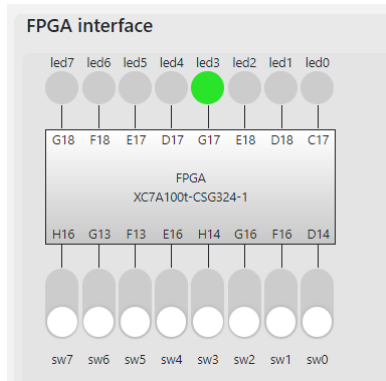 FPGA interface
led7 led6 led5 led4 led3 led2 led1 led0
G18 F18 E17 D17 G17 E18 D18 C17
FPGA
XC7A100t-CSG324-1
H16 G13 F13 E16 H14 G16 F16 D14
sw7 sw6 sw5 sw4 sw3 sw2 sw1 sw0